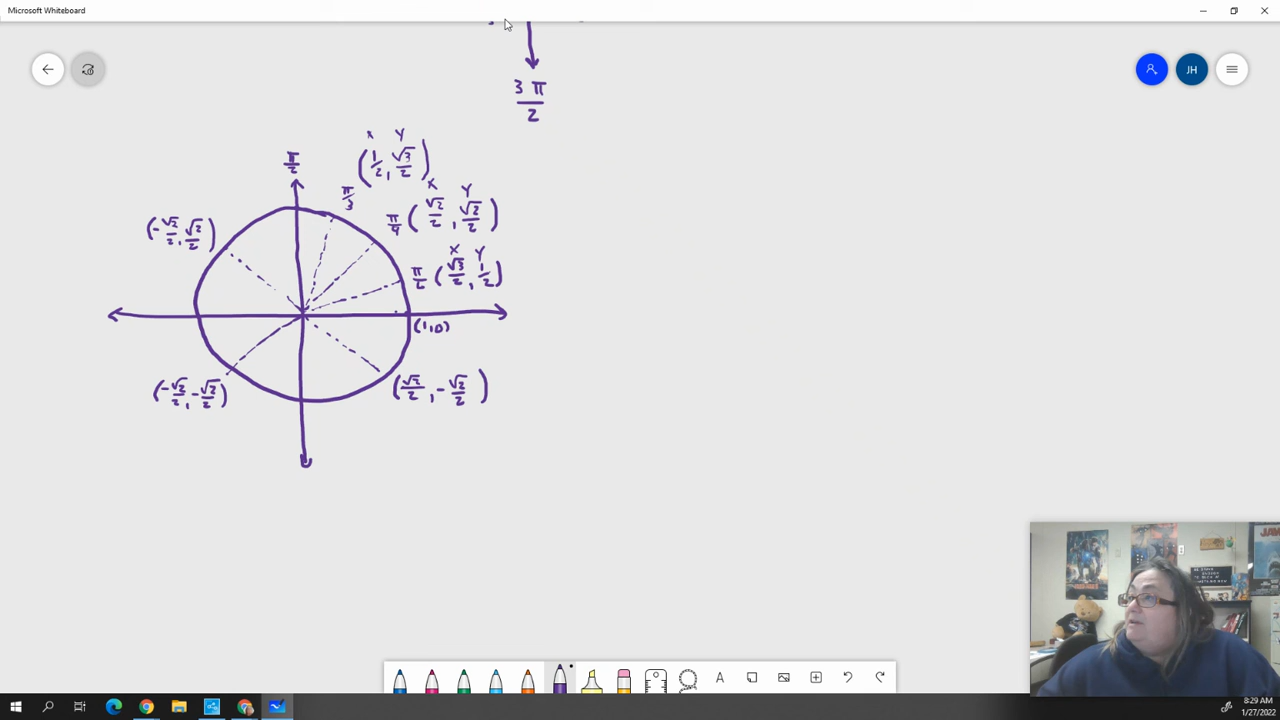 Microsoft Whiteboard
JH
3π/2
x y
π/2
(1/2, √3/2)
π/3
x y
π/4 (√2/2, √2/2)
(-√2/2, √2/2)
x y
π/6 (√3/2, 1/2)
(1,0)
(-√2/2, -√2/2)
(√2/2, -√2/2)
JAWS
A
8:29 AM
1/27/2022